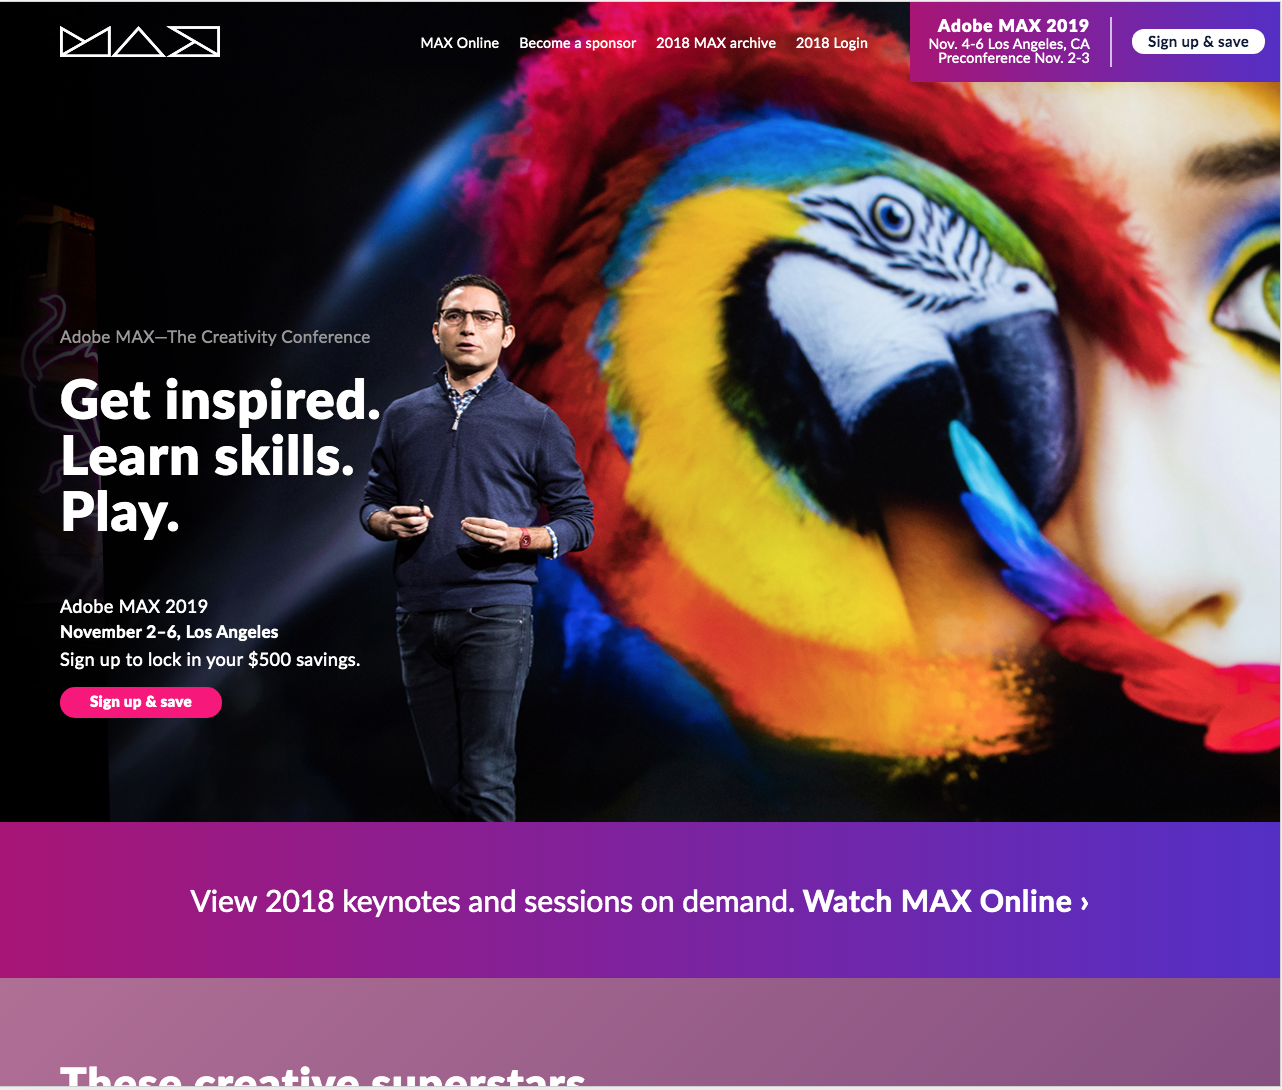 MAX
MAX Online
Become a sponsor
2018 MAX archive
2018 Login
Adobe MAX 2019
Nov. 4-6 Los Angeles, CA
Preconference Nov. 2-3
Sign up & save
Adobe MAX—The Creativity Conference
Get inspired.
Learn skills.
Play.
Adobe MAX 2019
November 2–6, Los Angeles
Sign up to lock in your $500 savings.
Sign up & save
View 2018 keynotes and sessions on demand. Watch MAX Online ›
These creative superstars